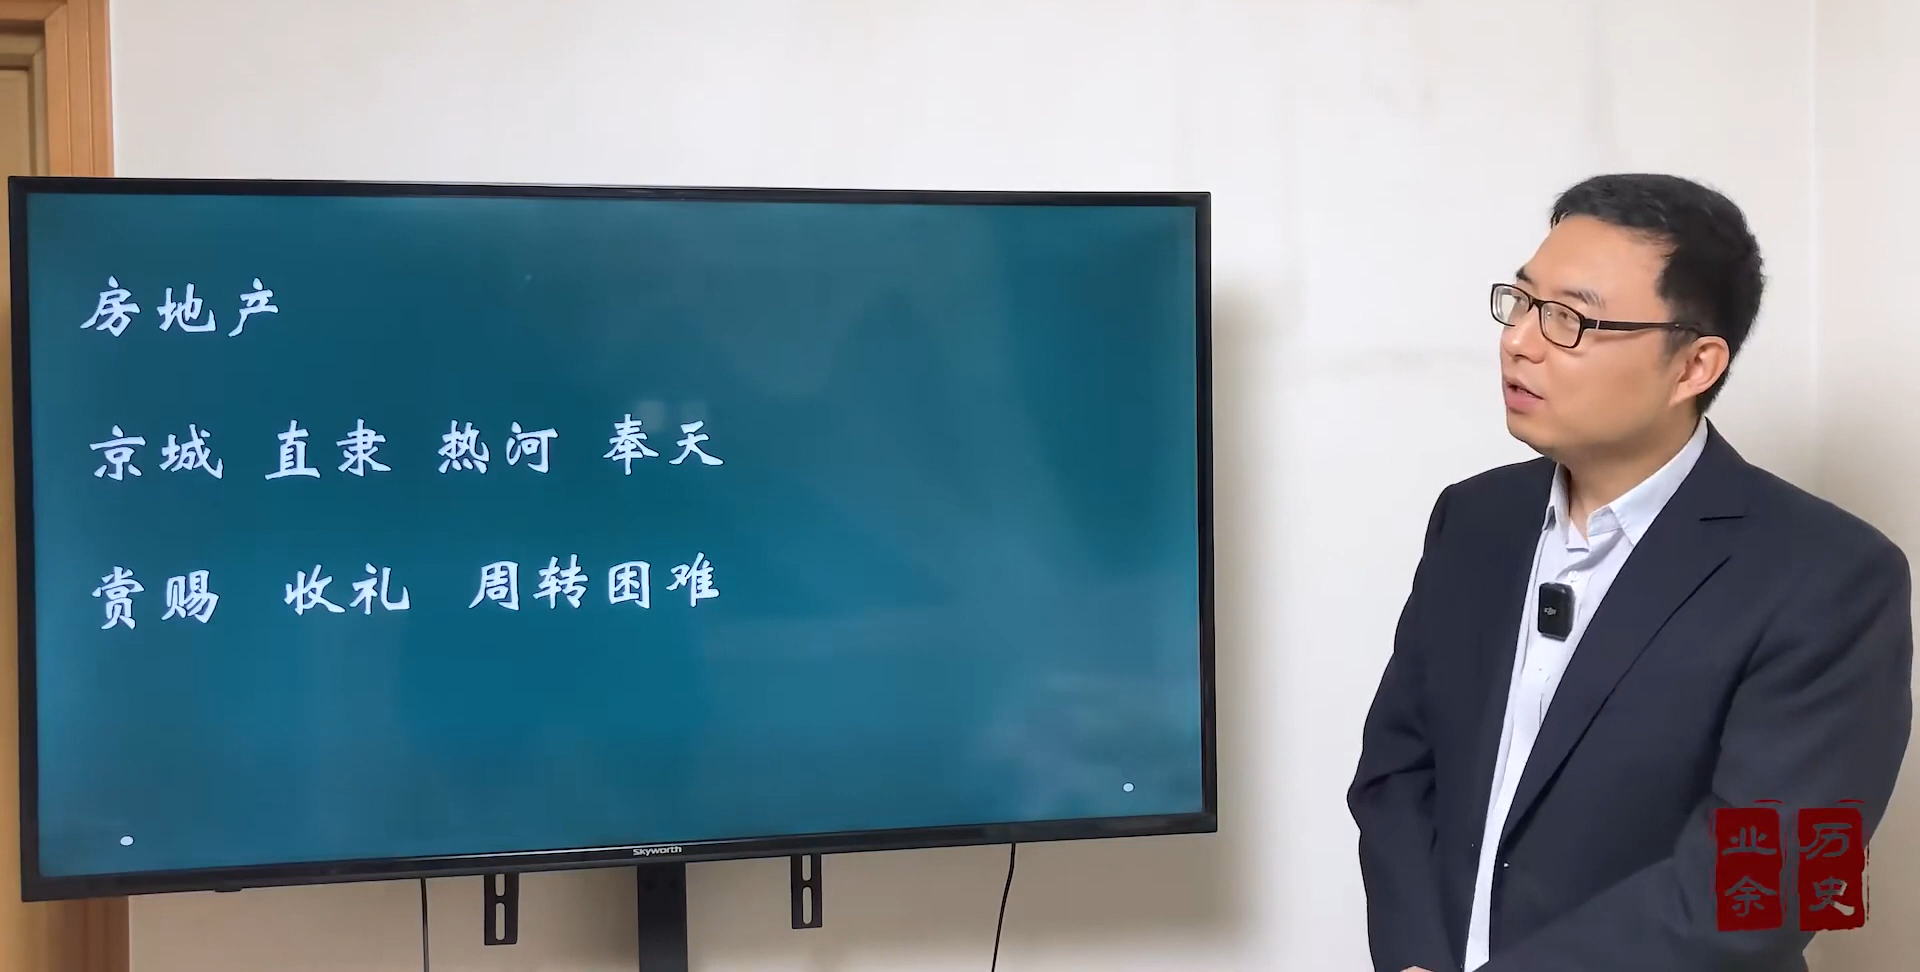 房地产
京城 直隶 热河 奉天
赏赐 收礼 周转困难
Skyworth
dji
业余 历史